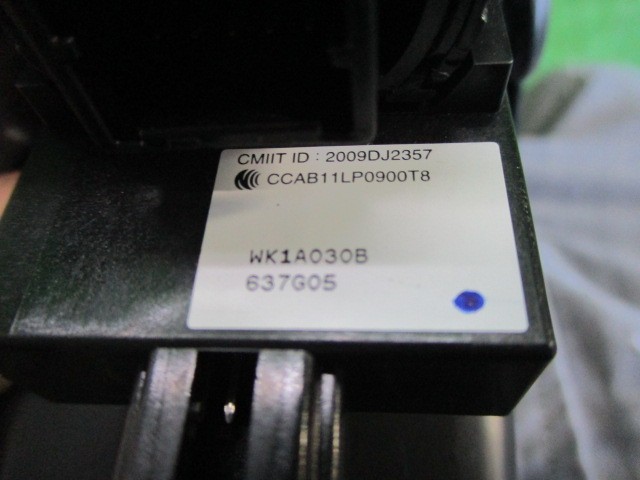 CMIIT ID : 2009DJ2357
CCAB11LP0900T8
WK1A030B
637G05